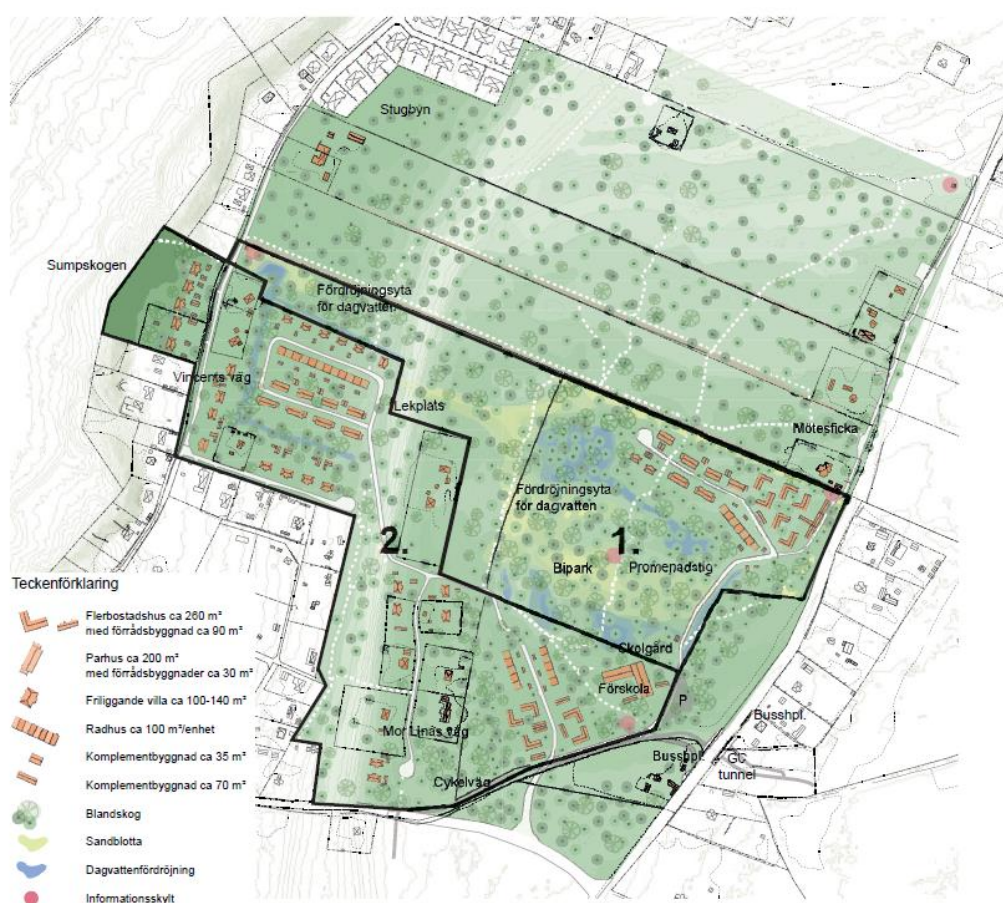 Stugbyn
Sumpskogen
Fördröjningsyta
för dagvatten
Vincents väg
Lekplats
Mötesficka
Fördröjningsyta
för dagvatten
2.
1.
Bipark
Promenadstig
Skolgård
Förskola
P
Busshpl.
Mor Linas väg
Busshpl.
GC
tunnel
Cykelväg
Teckenförklaring
Flerbostadshus ca 260 m²
med förrådsbyggnad ca 90 m²
Parhus ca 200 m²
med förrådsbyggnader ca 30 m²
Friliggande villa ca 100-140 m²
Radhus ca 100 m²/enhet
Komplementbyggnad ca 35 m²
Komplementbyggnad ca 70 m²
Blandskog
Sandblotta
Dagvattenfördröjning
Informationsskylt